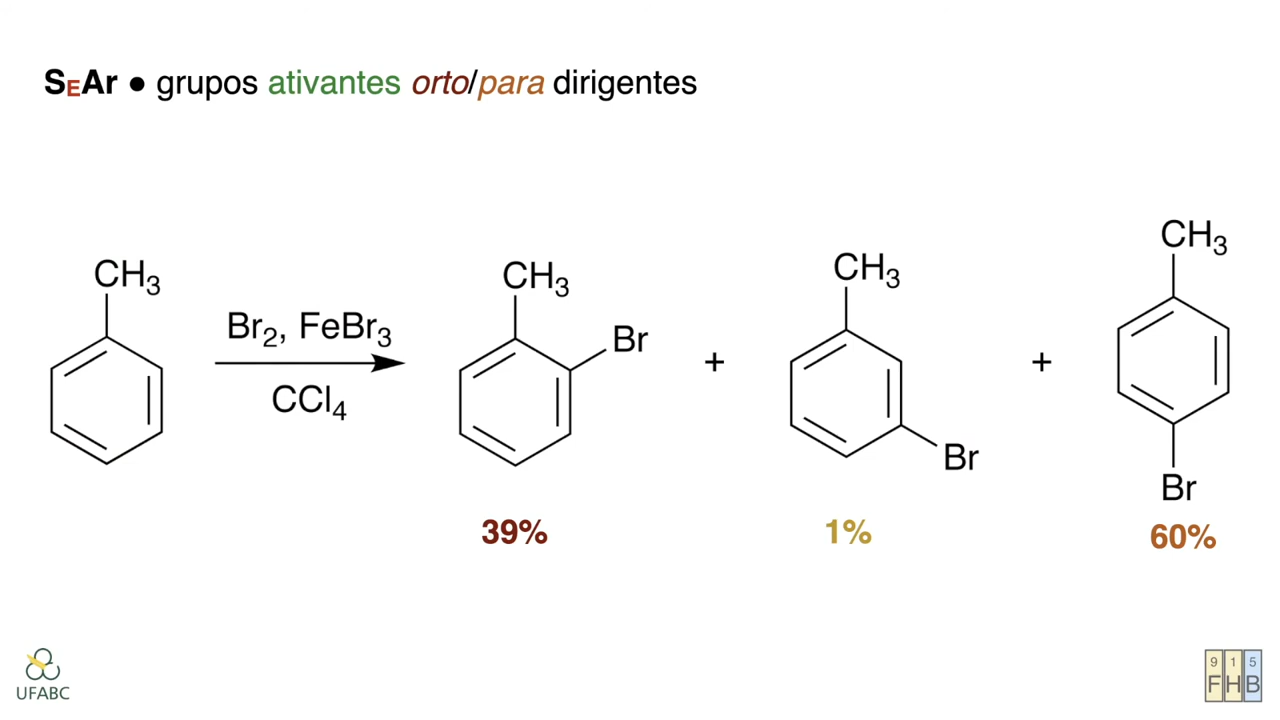 SEAr • grupos ativantes orto/para dirigentes
CH3
Br2, FeBr3
CCl4
CH3
Br
39%
+
CH3
Br
1%
+
CH3
Br
60%
UFABC
9 1 5
F H B